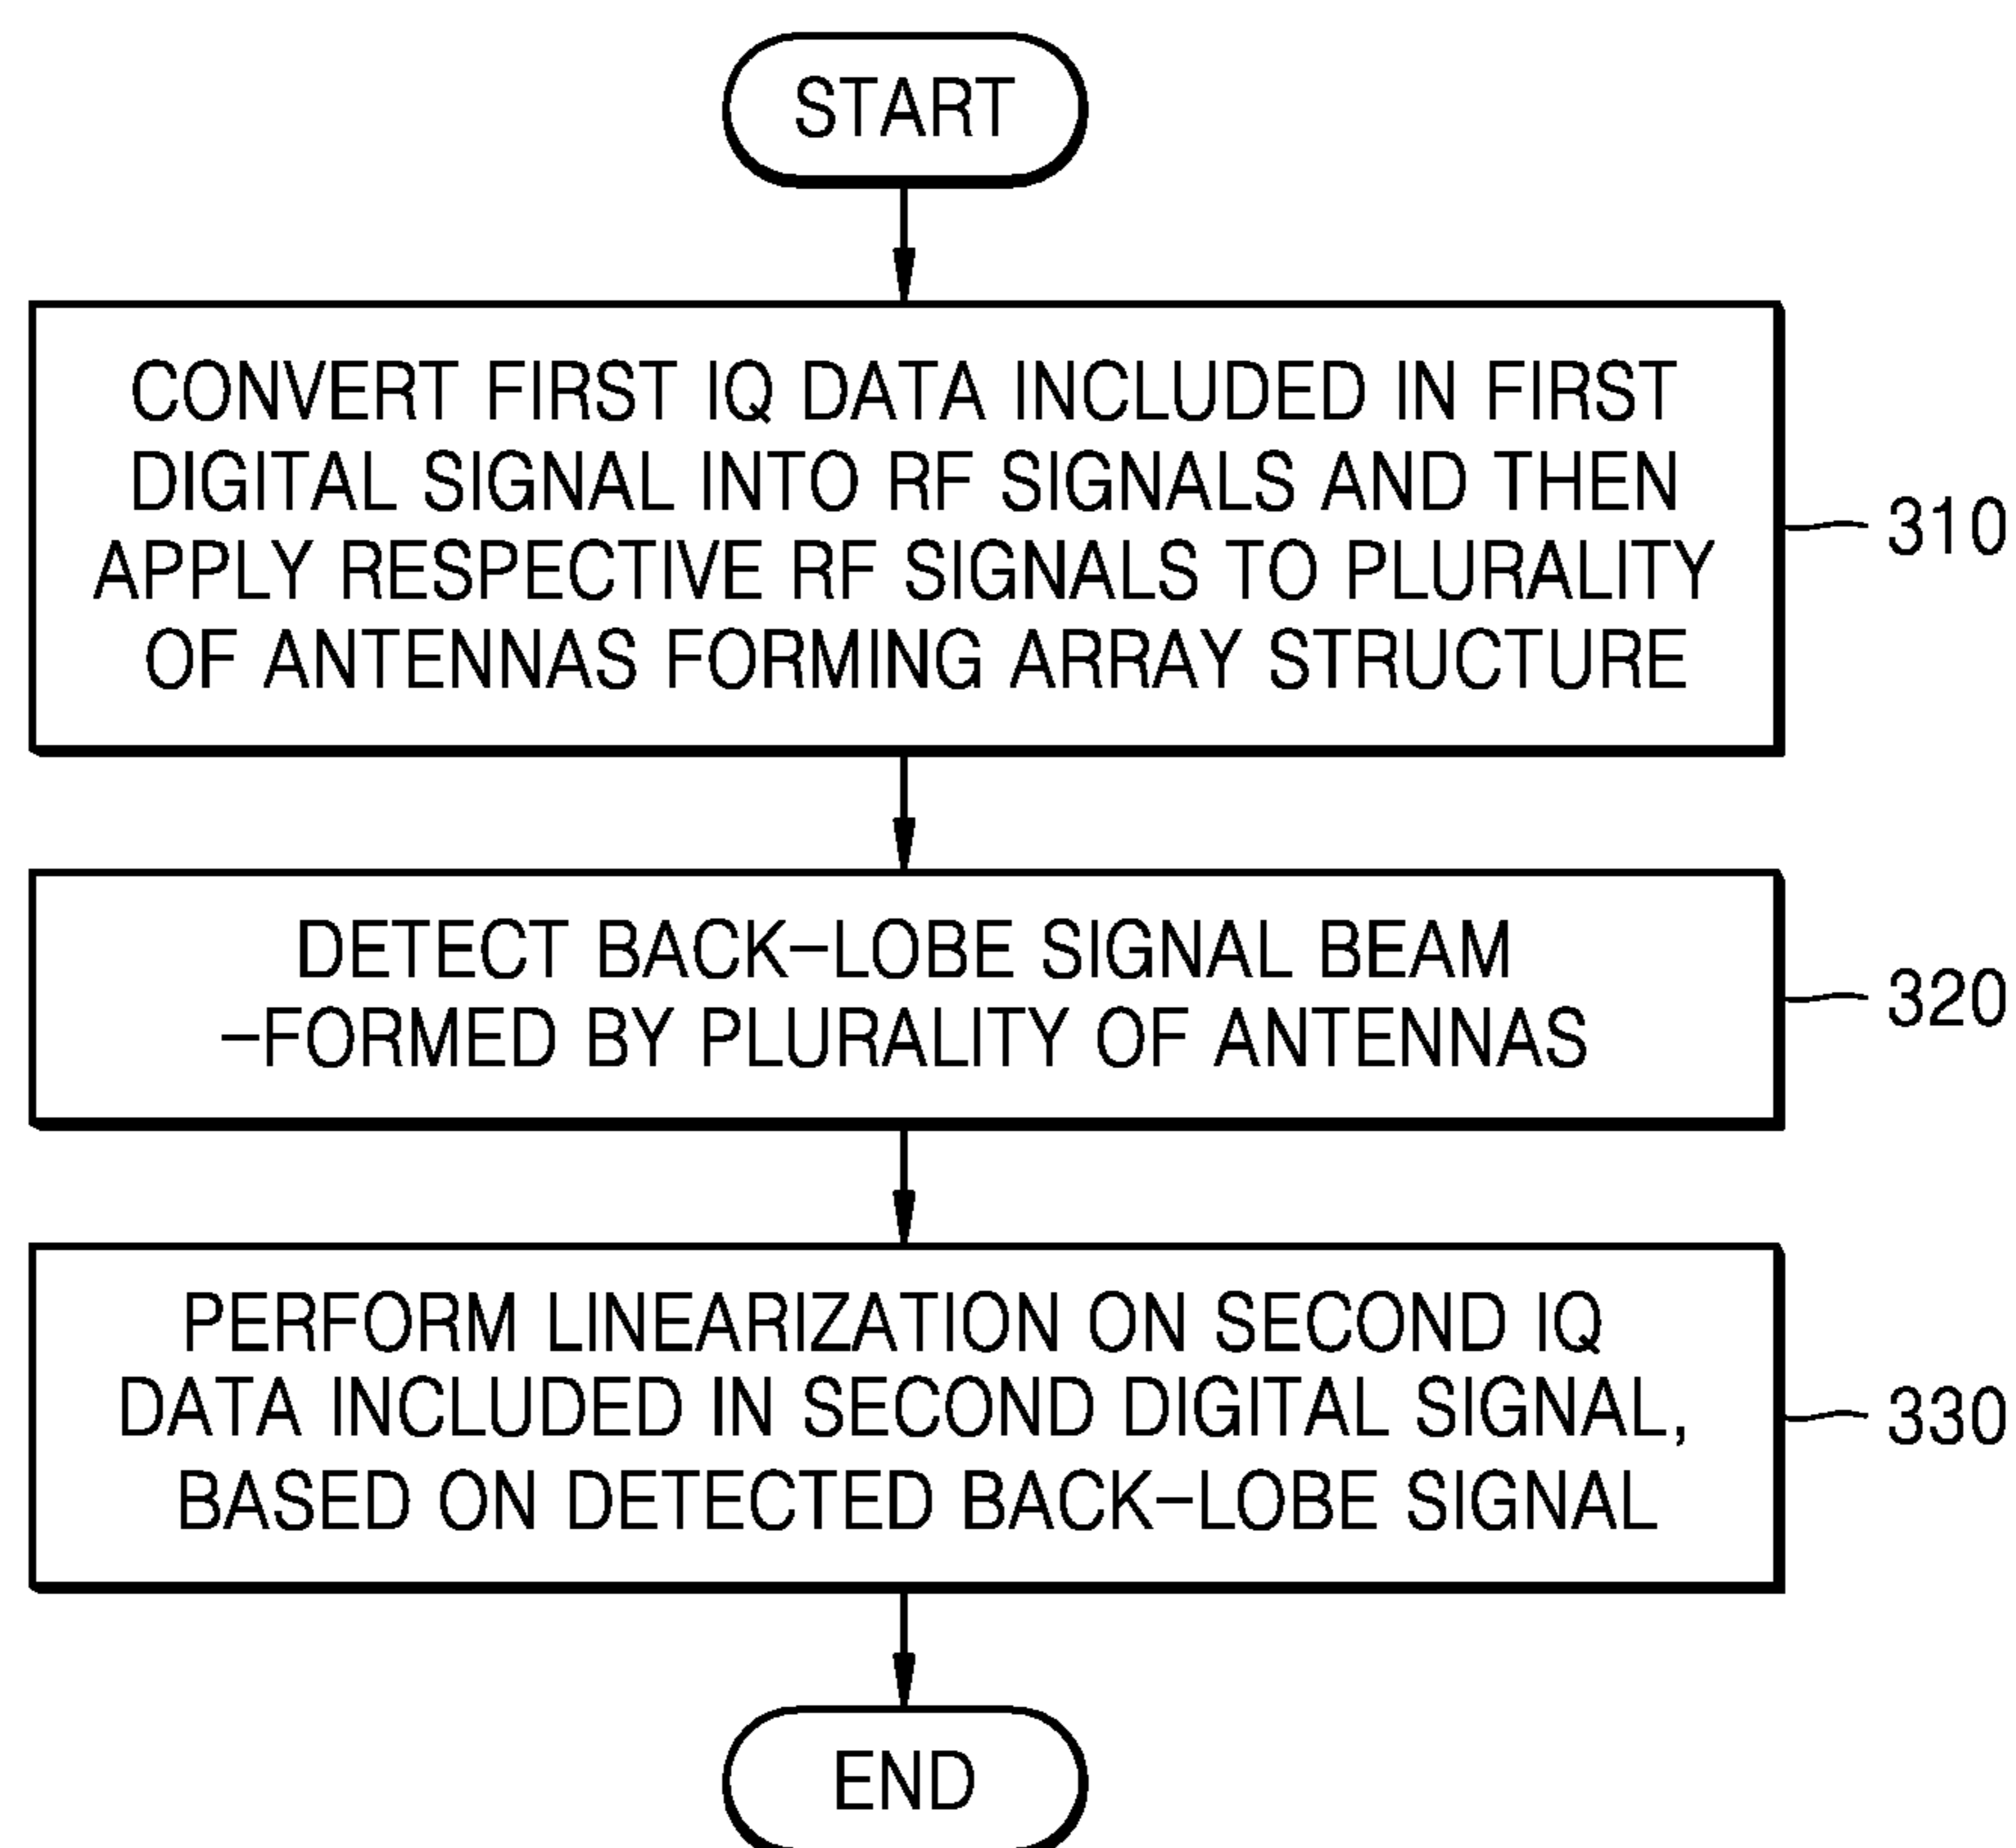 START
CONVERT FIRST IQ DATA INCLUDED IN FIRST
DIGITAL SIGNAL INTO RF SIGNALS AND THEN
APPLY RESPECTIVE RF SIGNALS TO PLURALITY
OF ANTENNAS FORMING ARRAY STRUCTURE
310
DETECT BACK-LOBE SIGNAL BEAM
-FORMED BY PLURALITY OF ANTENNAS
320
PERFORM LINEARIZATION ON SECOND IQ
DATA INCLUDED IN SECOND DIGITAL SIGNAL,
BASED ON DETECTED BACK-LOBE SIGNAL
330
END